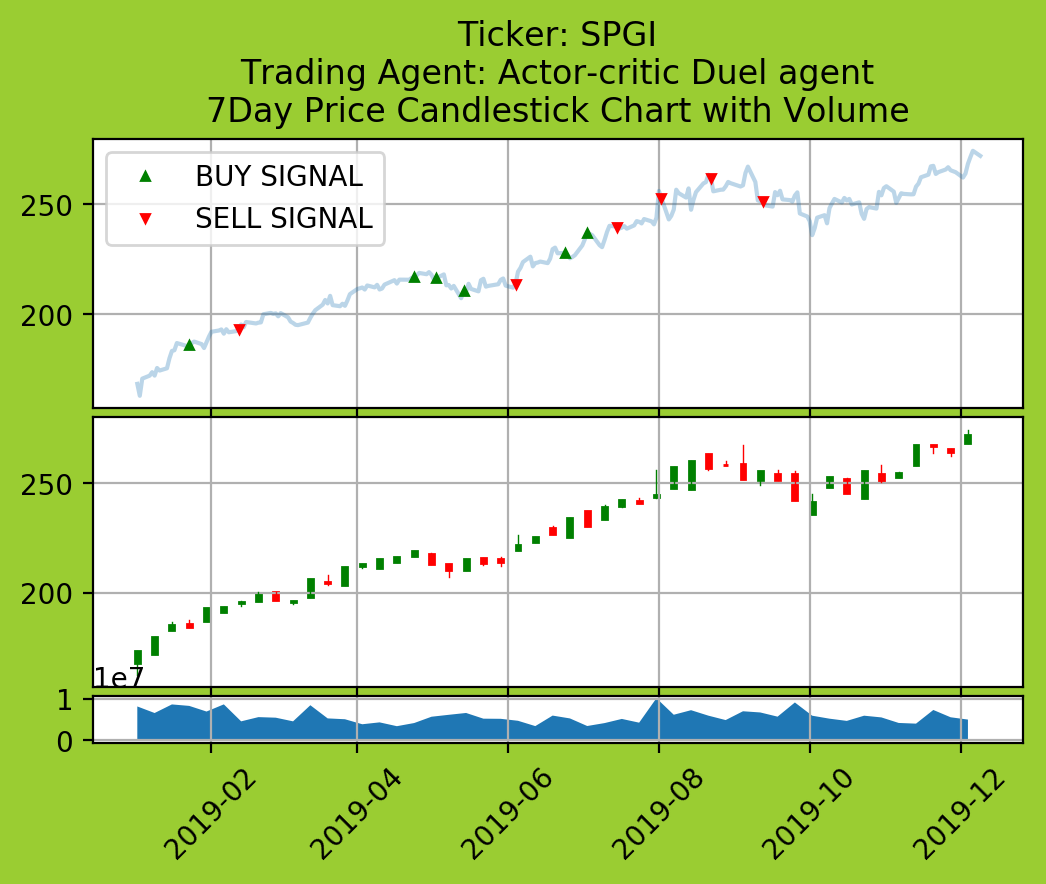 Ticker: SPGI
Trading Agent: Actor-critic Duel agent
7Day Price Candlestick Chart with Volume
BUY SIGNAL
SELL SIGNAL
250
200
250
200
1e7
1
0
2019-02
2019-04
2019-06
2019-08
2019-10
2019-12